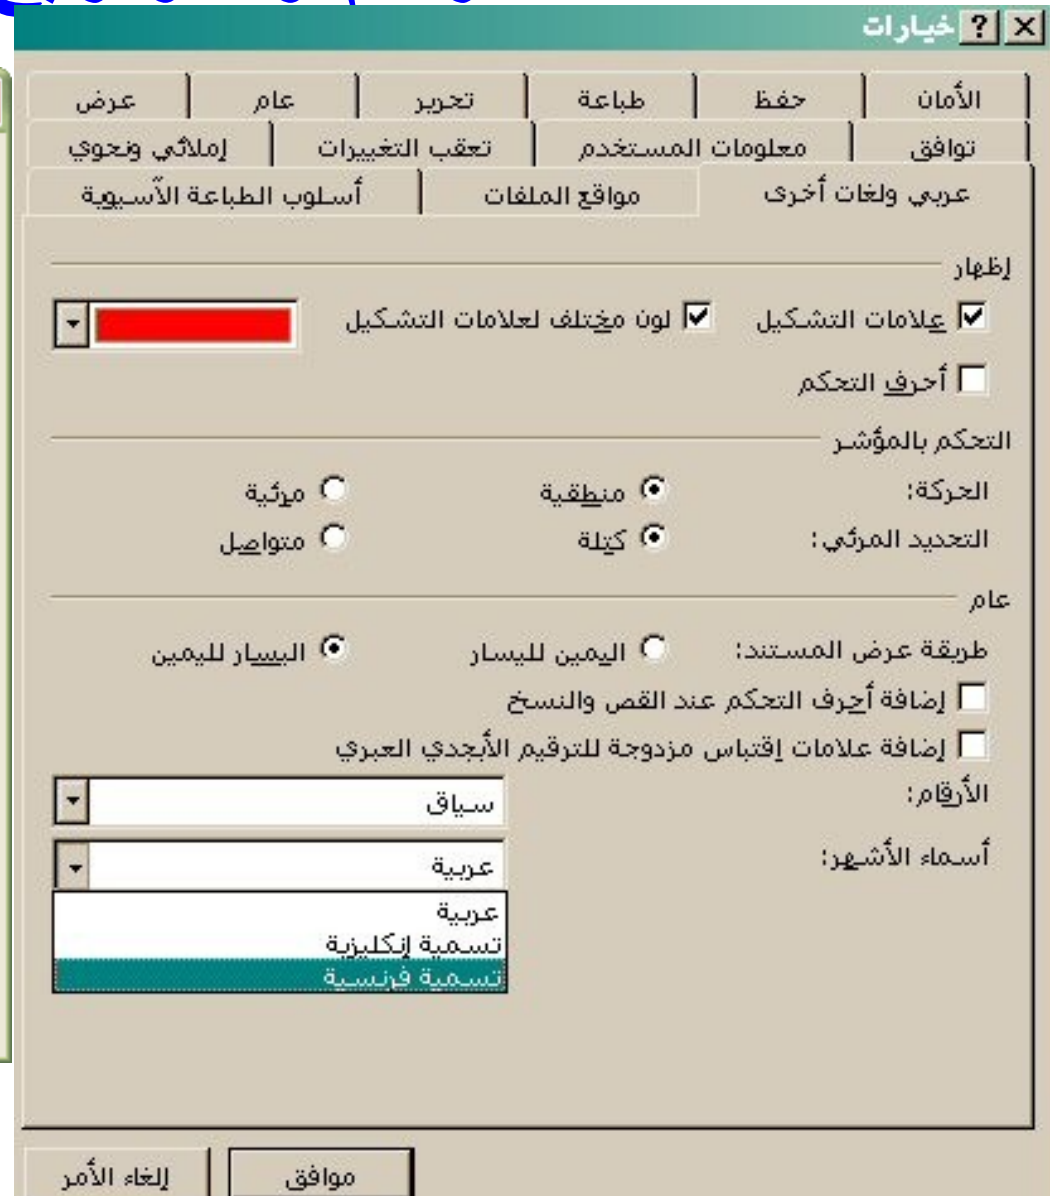 خيارات
الأمان حفظ طباعة تحرير عام عرض
توافق معلومات المستخدم تعقب التغييرات إملائي ونحوي
عربي ولغات أخرى مواقع الملفات أسلوب الطباعة الآسيوية
إظهار
علامات التشكيل لون مختلف لعلامات التشكيل
أحرف التحكم
التحكم بالمؤشر
الحركة: منطقية مرئية
التحديد المرئي: كتلة متواصل
عام
طريقة عرض المستند: اليمين لليسار اليسار لليمين
إضافة أحرف التحكم عند القص والنسخ
إضافة علامات إقتباس مزدوجة للترقيم الأبجدي العبري
الأرقام: سياق
أسماء الأشهر: عربية
عربية
تسمية إنكليزية
تسمية فرنسية
موافق إلغاء الأمر